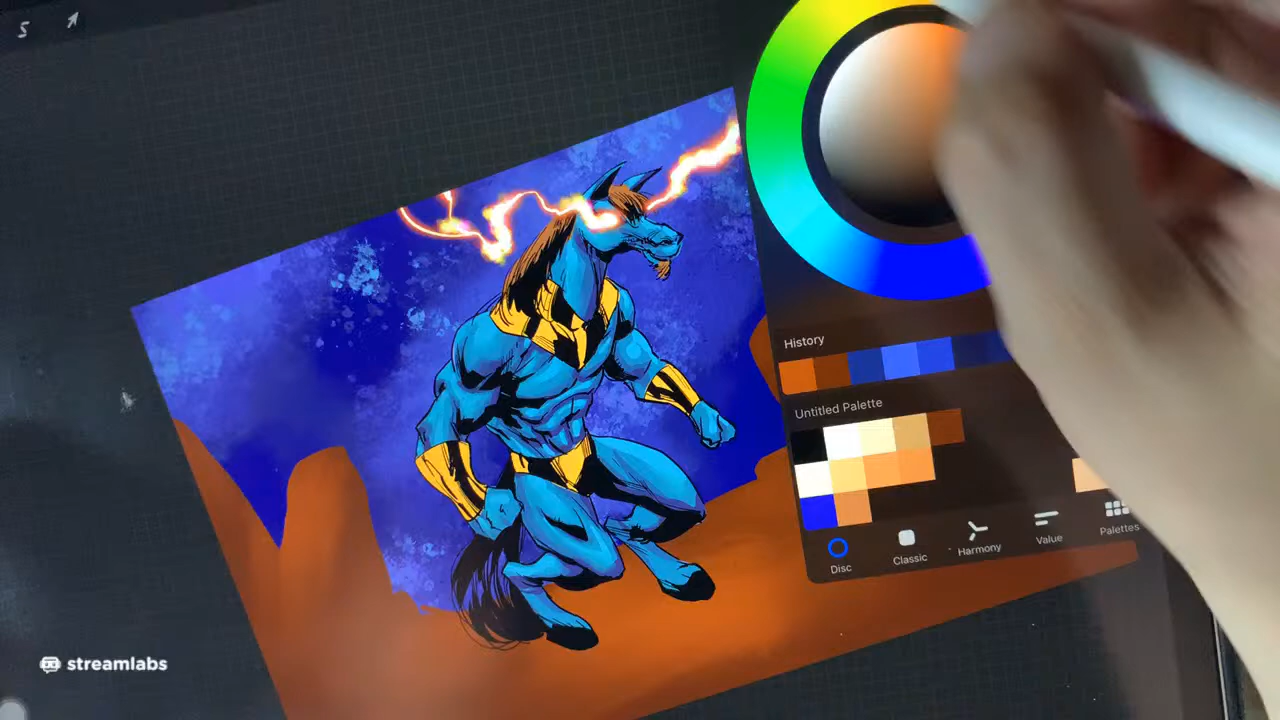 History
Untitled Palette
Disc
Classic
Harmony
Value
Palettes
streamlabs